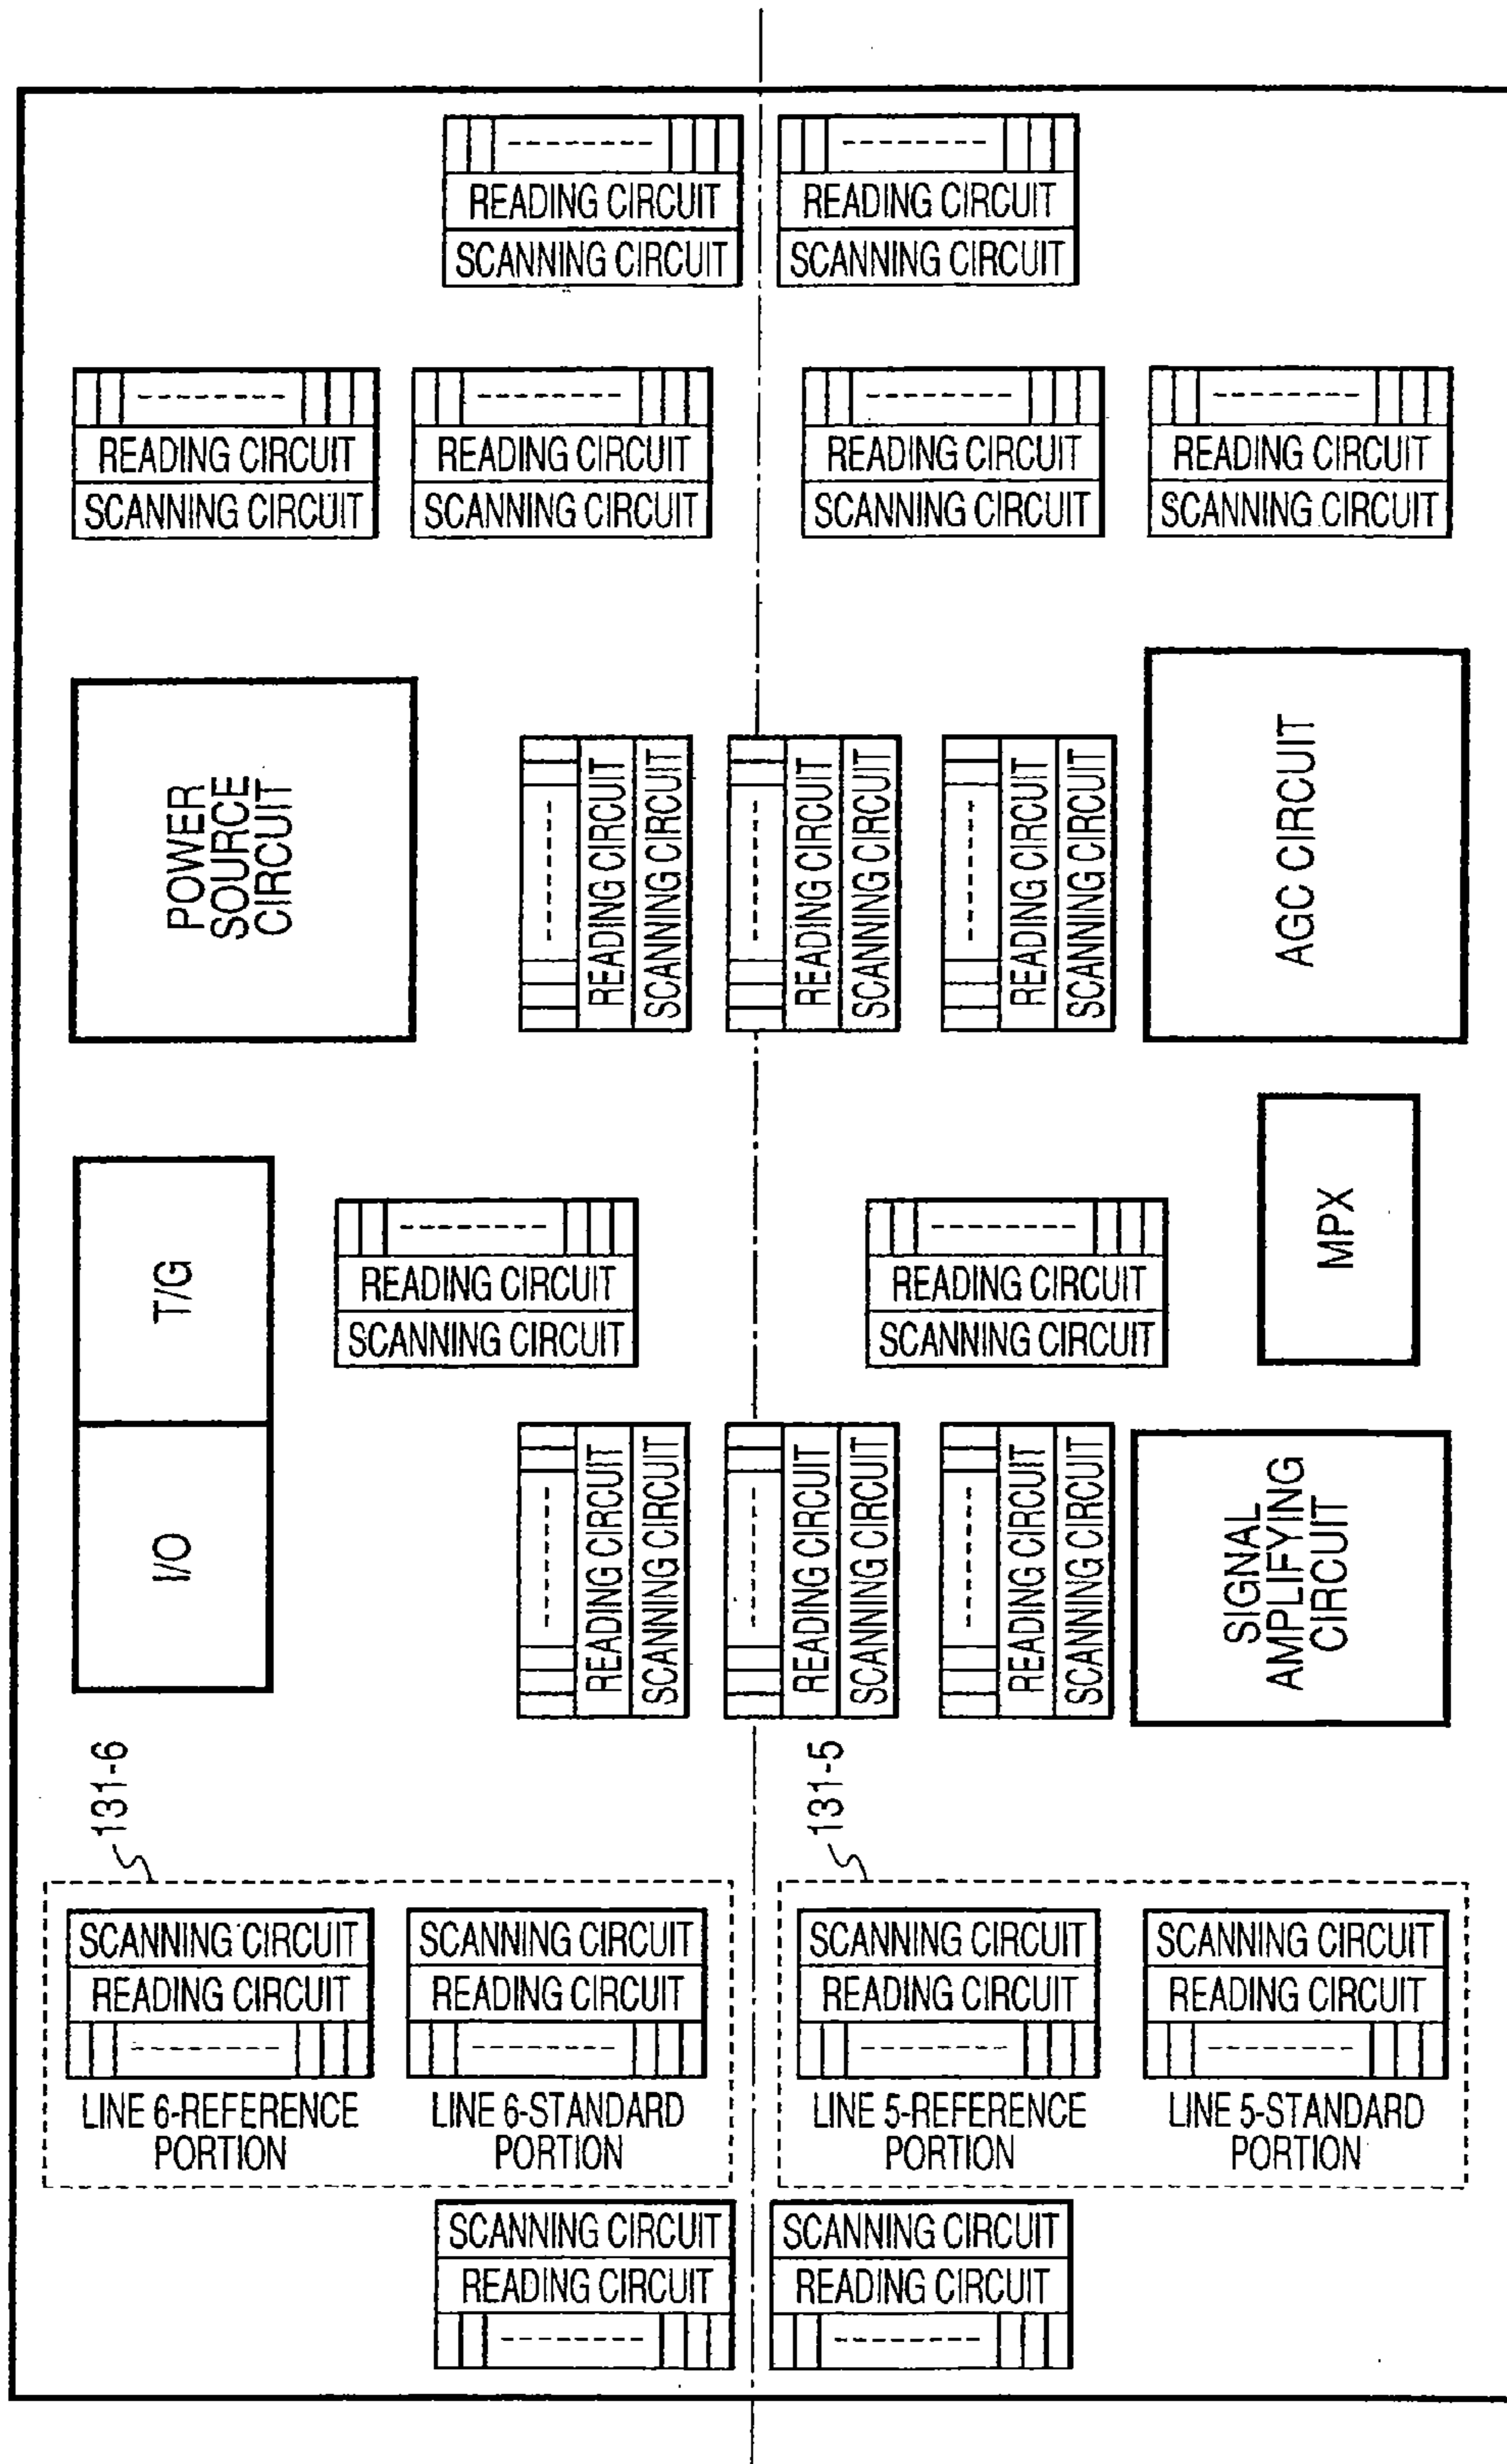 READING CIRCUIT
SCANNING CIRCUIT
READING CIRCUIT
SCANNING CIRCUIT
READING CIRCUIT
SCANNING CIRCUIT
READING CIRCUIT
SCANNING CIRCUIT
READING CIRCUIT
SCANNING CIRCUIT
READING CIRCUIT
SCANNING CIRCUIT
POWER
SOURCE
CIRCUIT
READING CIRCUIT
SCANNING CIRCUIT
READING CIRCUIT
SCANNING CIRCUIT
READING CIRCUIT
SCANNING CIRCUIT
AGC CIRCUIT
T/G
READING CIRCUIT
SCANNING CIRCUIT
READING CIRCUIT
SCANNING CIRCUIT
MPX
I/O
READING CIRCUIT
SCANNING CIRCUIT
READING CIRCUIT
SCANNING CIRCUIT
READING CIRCUIT
SCANNING CIRCUIT
SIGNAL
AMPLIFYING
CIRCUIT
131-6
131-5
SCANNING CIRCUIT
READING CIRCUIT
LINE 6-REFERENCE
PORTION
SCANNING CIRCUIT
READING CIRCUIT
LINE 6-STANDARD
PORTION
SCANNING CIRCUIT
READING CIRCUIT
LINE 5-REFERENCE
PORTION
SCANNING CIRCUIT
READING CIRCUIT
LINE 5-STANDARD
PORTION
SCANNING CIRCUIT
READING CIRCUIT
SCANNING CIRCUIT
READING CIRCUIT